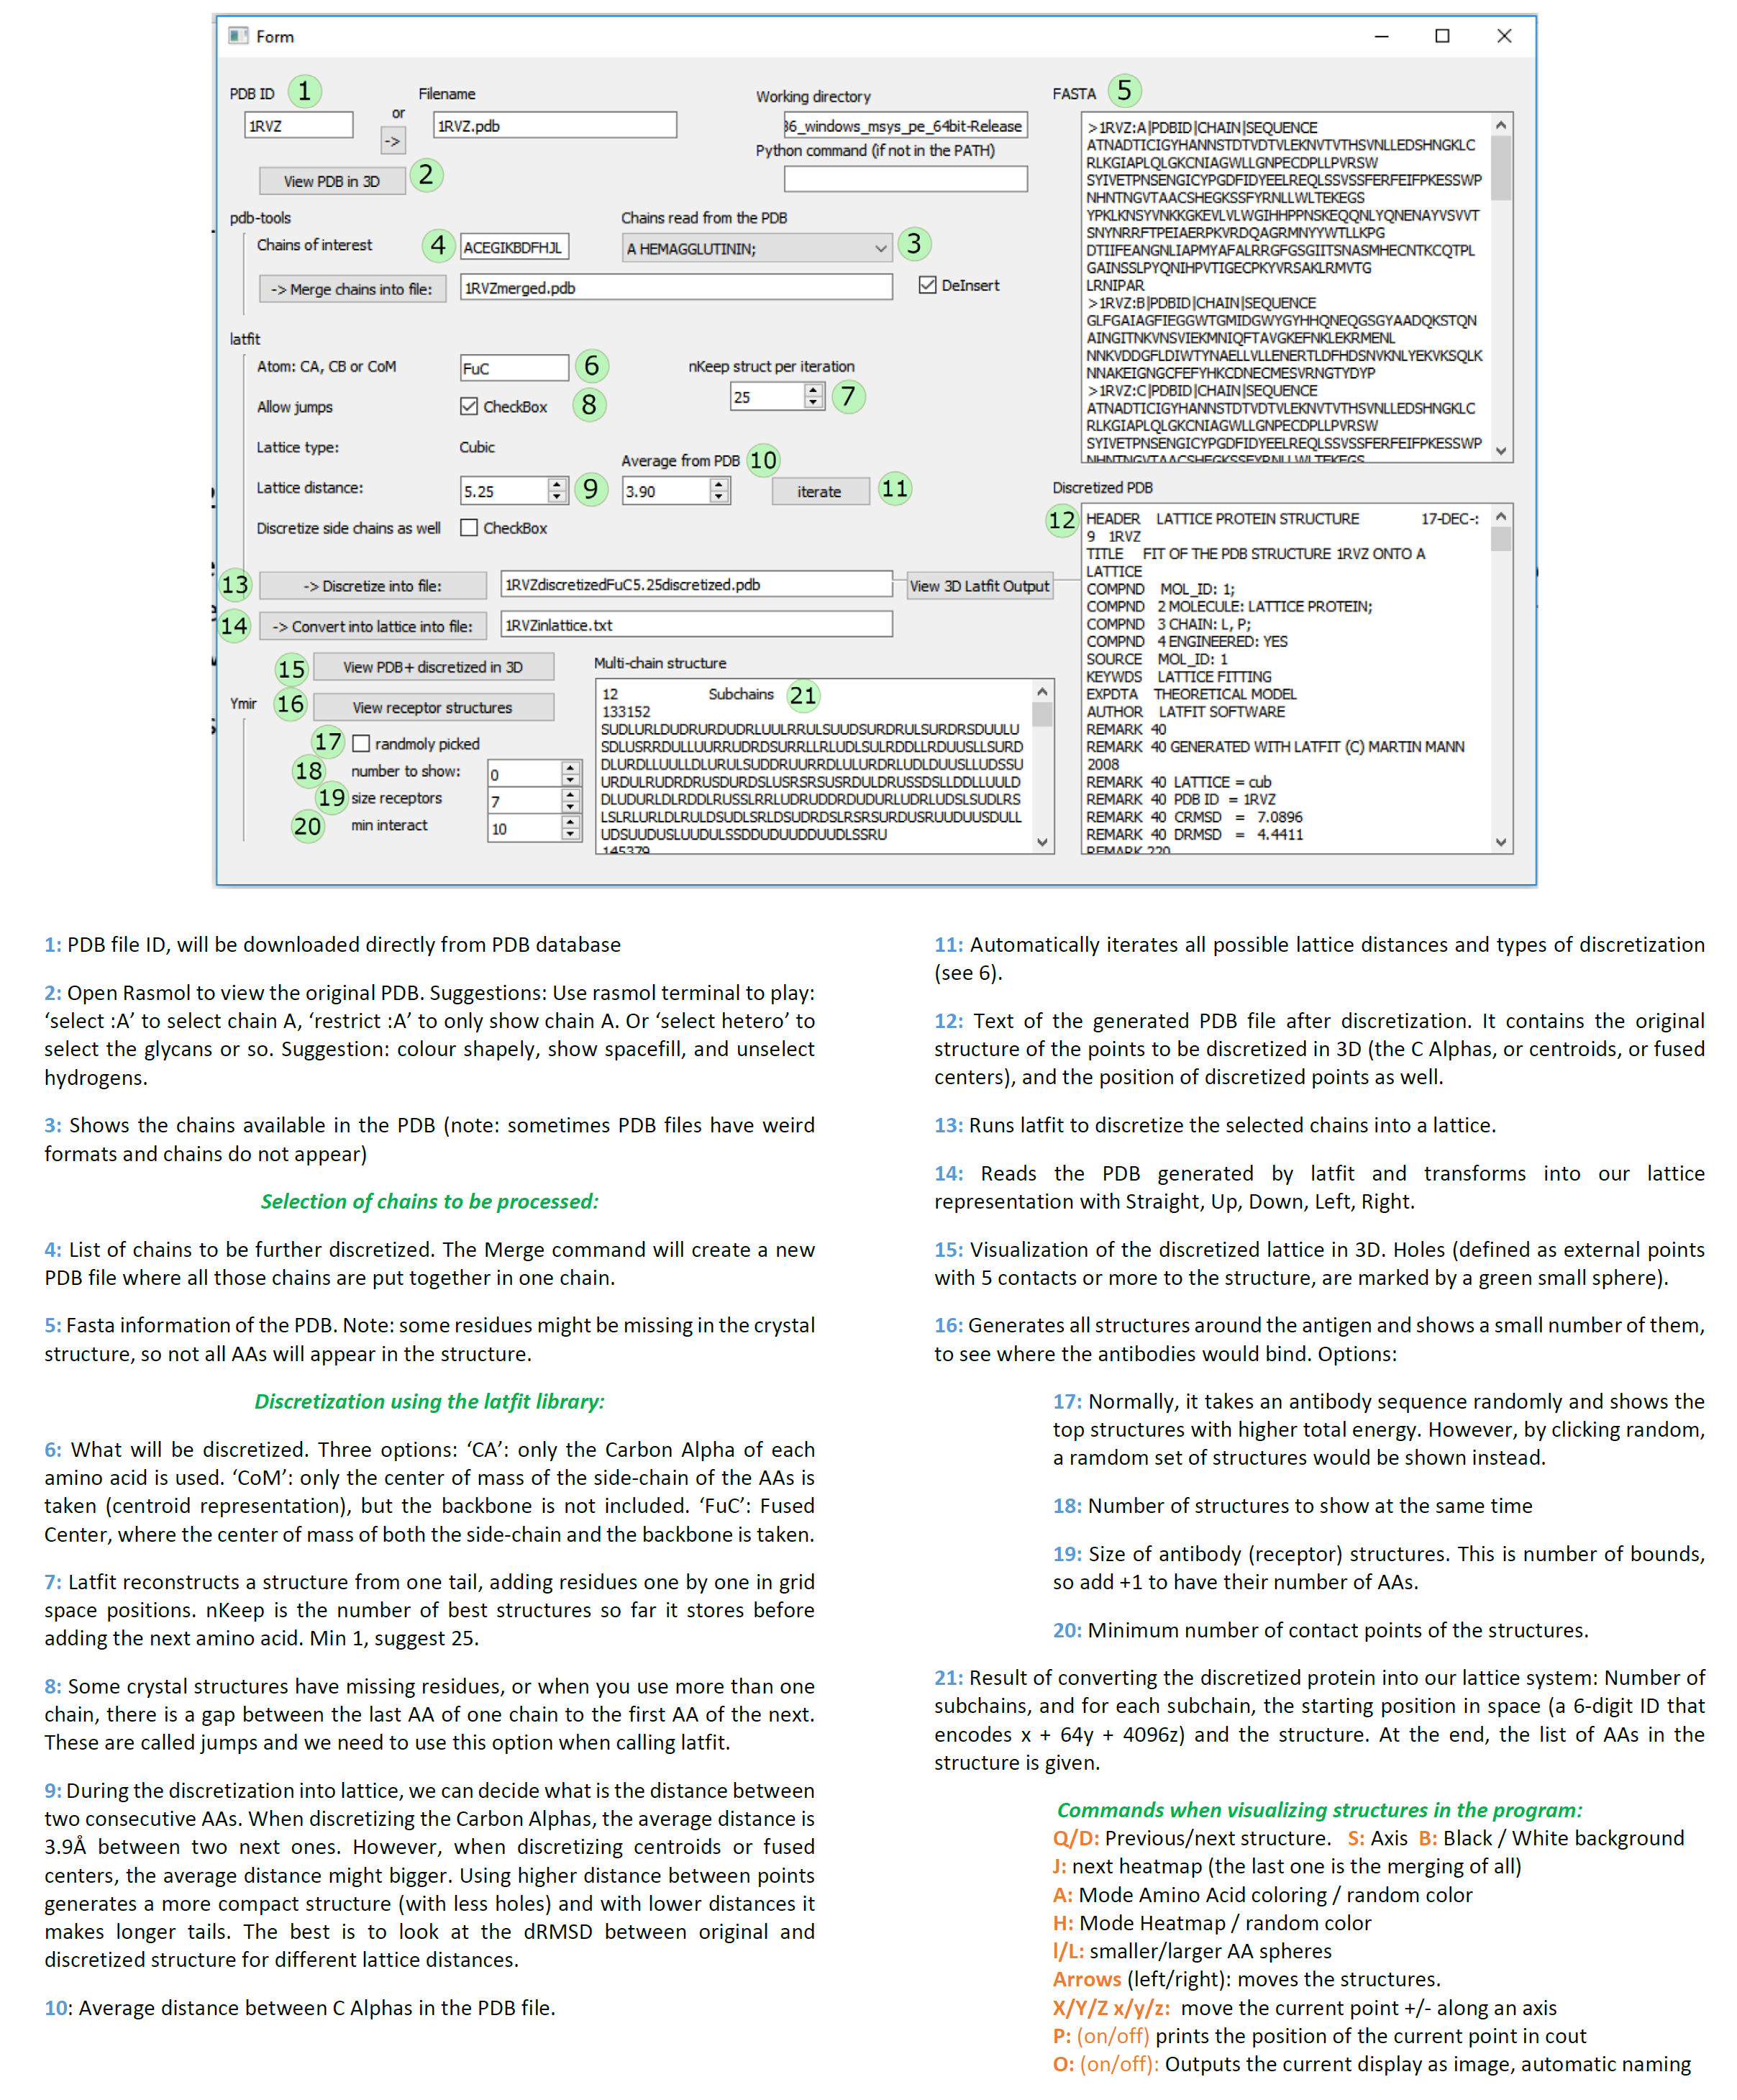 Form
PDB ID 1
Filename
Working directory
FASTA 5
1RVZ
or
->
1RVZ.pdb
36_windows_msys_pe_64bit-Release
Python command (if not in the PATH)
View PDB in 3D 2
pdb-tools
Chains of interest 4 ACEGIKBDFHJL
Chains read from the PDB
A HEMAGGLUTININ; 3
-> Merge chains into file: 1RVZmerged.pdb
DeInsert
>1RVZ:A|PDBID|CHAIN|SEQUENCE
ATNADTICIGYHANNSTDTVDTVLEKNVTVTHSVNLLEDSHNGKLC
RLKGIAPLQLGKCNIAGWLLGNPECDPLLPVRSW
SYIVETPNSENGICYPGDFIDYEELREQLSSVSSFERFEIFPKESSWP
NHNTNGVTAACSHEGKSSFYRNLLWLTEKEGS
YPKLKNSYVNKKGKEVLVLWGIHHPPNSKEQQNLYQNENAYVSVVT
SNYNRRFTPEIAERPKVRDQAGRMNYYWTLLKPG
DTIIFEANGNLIAPMYAFALRRGFGSGIITSNASMHECNTKCQTPL
GAINSSLPYQNIHPVTIGECPKYVRSAKLRMVTG
LRNIPAR
>1RVZ:B|PDBID|CHAIN|SEQUENCE
GLFGAIAGFIEGGWTGMIDGWYGYHHQNEQGSGYAADQKSTQN
AINGITNKVNSVIEKMNIQFTAVGKEFNKLEKRMENL
NNKVDDGFLDIWTYNAELLVLLENERTLDFHDSNVKNLYEKVKSQLK
NNAKEIGNGCFEFYHKCDNECMESVRNGTYDYP
>1RVZ:C|PDBID|CHAIN|SEQUENCE
ATNADTICIGYHANNSTDTVDTVLEKNVTVTHSVNLLEDSHNGKLC
RLKGIAPLQLGKCNIAGWLLGNPECDPLLPVRSW
SYIVETPNSENGICYPGDFIDYEELREQLSSVSSFERFEIFPKESSWP
NHNTNGVTAACSHEGKSSFYRNLLWLTEKEGS
latfit
Atom: CA, CB or CoM FuC 6
nKeep struct per iteration
25 7
Allow jumps CheckBox 8
Lattice type: Cubic
Average from PDB 10
Lattice distance: 5.25 9 3.90 iterate 11
Discretize side chains as well CheckBox
13 -> Discretize into file: 1RVZdiscretizedFuC5.25discretized.pdb View 3D Latfit Output
14 -> Convert into lattice into file: 1RVZinlattice.txt
Discretized PDB
12 HEADER LATTICE PROTEIN STRUCTURE 17-DEC-:
9 1RVZ
TITLE FIT OF THE PDB STRUCTURE 1RVZ ONTO A
LATTICE
COMPND MOL_ID: 1;
COMPND 2 MOLECULE: LATTICE PROTEIN;
COMPND 3 CHAIN: L, P;
COMPND 4 ENGINEERED: YES
SOURCE MOL_ID: 1
KEYWDS LATTICE FITTING
EXPDTA THEORETICAL MODEL
AUTHOR LATFIT SOFTWARE
REMARK 40
REMARK 40 GENERATED WITH LATFIT (C) MARTIN MANN
2008
REMARK 40 LATTICE = cub
REMARK 40 PDB ID = 1RVZ
REMARK 40 CRMSD = 7.0896
REMARK 40 DRMSD = 4.4411
REMARK 220
15 View PDB+ discretized in 3D
Ymir 16 View receptor structures
17 randmoly picked
18 number to show: 0
19 size receptors 7
20 min interact 10
Multi-chain structure
12 Subchains 21
133152
SUDLURLDUDRURDUDRLUULRRULSUUDSURDRULSURDRSDUULU
SDLUSRRDULLUURRUDRDSURRLLRLUDLSULRDDLLRDUUSLLSURD
DLURDLLUULLDLURULSUDDRUURRDLULURDRLUDLDUUSLLUDSSU
URDULRUDRDRUSDURDSLUSRSRSUSRDULDRUSSDSLLDDLLUULD
DLUDURLDLRDDLRUSSLRRLUDRUDDRDUDURLUDRLUDSLSUDLRS
LSLRLURLDLRULDSUDLSRLDSUDRDSLRSRSURDUSRUUDUUSDULL
UDSUUDUSLUUDULSSDDUDUUDDUUDLSSRU
145379
1: PDB file ID, will be downloaded directly from PDB database
2: Open Rasmol to view the original PDB. Suggestions: Use rasmol terminal to play:
‘select :A’ to select chain A, ‘restrict :A’ to only show chain A. Or ‘select hetero’ to
select the glycans or so. Suggestion: colour shapely, show spacefill, and unselect
hydrogens.
3: Shows the chains available in the PDB (note: sometimes PDB files have weird
formats and chains do not appear)
Selection of chains to be processed:
4: List of chains to be further discretized. The Merge command will create a new
PDB file where all those chains are put together in one chain.
5: Fasta information of the PDB. Note: some residues might be missing in the crystal
structure, so not all AAs will appear in the structure.
Discretization using the latfit library:
6: What will be discretized. Three options: ‘CA’: only the Carbon Alpha of each
amino acid is used. ‘CoM’: only the center of mass of the side-chain of the AAs is
taken (centroid representation), but the backbone is not included. ‘FuC’: Fused
Center, where the center of mass of both the side-chain and the backbone is taken.
7: Latfit reconstructs a structure from one tail, adding residues one by one in grid
space positions. nKeep is the number of best structures so far it stores before
adding the next amino acid. Min 1, suggest 25.
8: Some crystal structures have missing residues, or when you use more than one
chain, there is a gap between the last AA of one chain to the first AA of the next.
These are called jumps and we need to use this option when calling latfit.
9: During the discretization into lattice, we can decide what is the distance between
two consecutive AAs. When discretizing the Carbon Alphas, the average distance is
3.9Å between two next ones. However, when discretizing centroids or fused
centers, the average distance might bigger. Using higher distance between points
generates a more compact structure (with less holes) and with lower distances it
makes longer tails. The best is to look at the dRMSD between original and
discretized structure for different lattice distances.
10: Average distance between C Alphas in the PDB file.
11: Automatically iterates all possible lattice distances and types of discretization
(see 6).
12: Text of the generated PDB file after discretization. It contains the original
structure of the points to be discretized in 3D (the C Alphas, or centroids, or fused
centers), and the position of discretized points as well.
13: Runs latfit to discretize the selected chains into a lattice.
14: Reads the PDB generated by latfit and transforms into our lattice
representation with Straight, Up, Down, Left, Right.
15: Visualization of the discretized lattice in 3D. Holes (defined as external points
with 5 contacts or more to the structure, are marked by a green small sphere).
16: Generates all structures around the antigen and shows a small number of them,
to see where the antibodies would bind. Options:
17: Normally, it takes an antibody sequence randomly and shows the
top structures with higher total energy. However, by clicking random,
a ramdom set of structures would be shown instead.
18: Number of structures to show at the same time
19: Size of antibody (receptor) structures. This is number of bounds,
so add +1 to have their number of AAs.
20: Minimum number of contact points of the structures.
21: Result of converting the discretized protein into our lattice system: Number of
subchains, and for each subchain, the starting position in space (a 6-digit ID that
encodes x + 64y + 4096z) and the structure. At the end, the list of AAs in the
structure is given.
Commands when visualizing structures in the program:
Q/D: Previous/next structure. S: Axis B: Black / White background
J: next heatmap (the last one is the merging of all)
A: Mode Amino Acid coloring / random color
H: Mode Heatmap / random color
l/L: smaller/larger AA spheres
Arrows (left/right): moves the structures.
X/Y/Z x/y/z: move the current point +/- along an axis
P: (on/off) prints the position of the current point in cout
O: (on/off): Outputs the current display as image, automatic naming